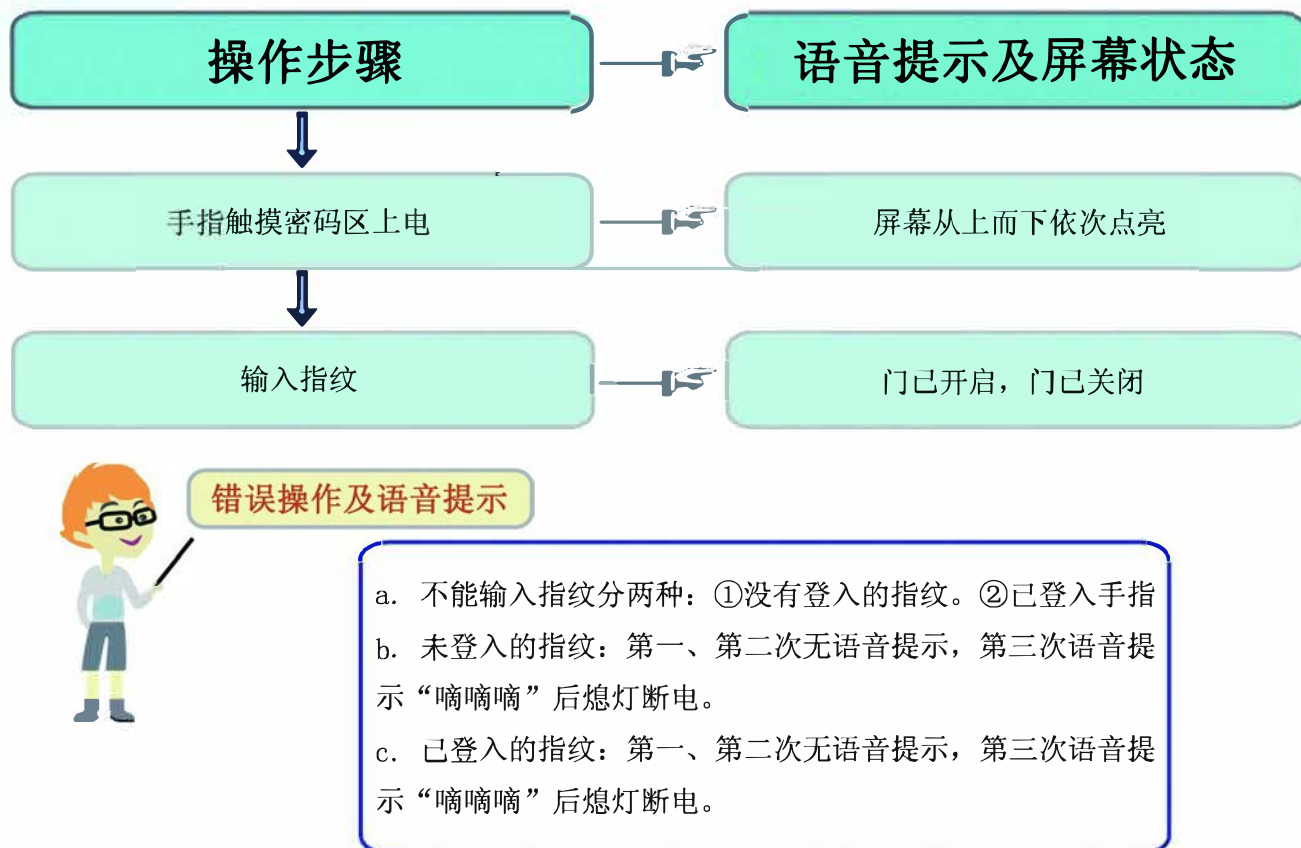 操作步骤
语音提示及屏幕状态
手指触摸密码区上电
屏幕从上而下依次点亮
输入指纹
门已开启，门已关闭
错误操作及语音提示
a. 不能输入指纹分两种：①没有登入的指纹。②已登入手指
b. 未登入的指纹：第一、第二次无语音提示，第三次语音提
示“嘀嘀嘀”后熄灯断电。
c. 已登入的指纹：第一、第二次无语音提示，第三次语音提
示“嘀嘀嘀”后熄灯断电。